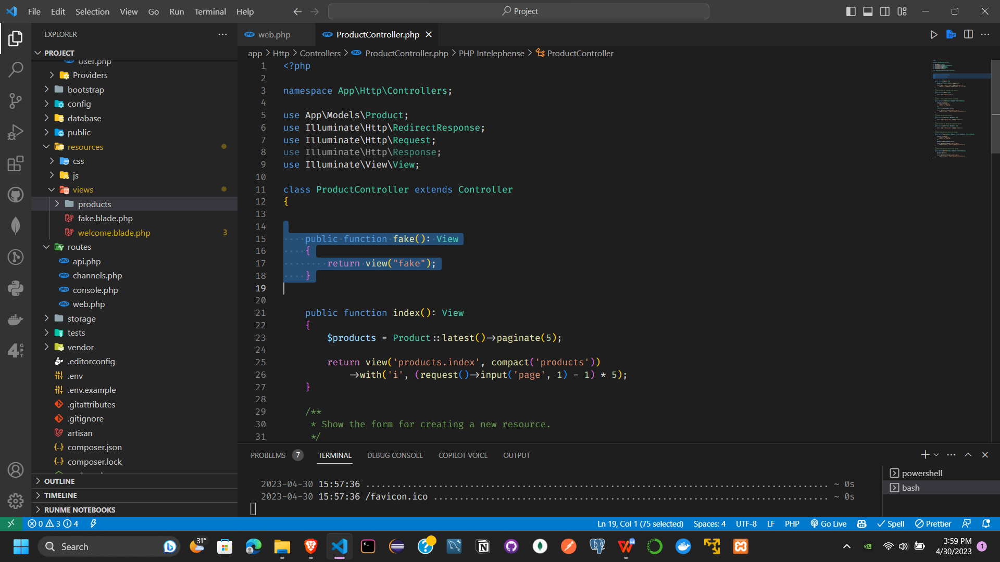 File Edit Selection View Go Run Terminal Help
Project
EXPLORER
PROJECT
User.php
Providers
bootstrap
config
database
public
resources
css
js
views
products
fake.blade.php
welcome.blade.php 3
routes
api.php
channels.php
console.php
web.php
storage
tests
vendor
.editorconfig
.env
.env.example
.gitattributes
.gitignore
artisan
composer.json
composer.lock
OUTLINE
TIMELINE
RUNME NOTEBOOKS
web.php
ProductController.php
app > Http > Controllers > ProductController.php > PHP Intelephense > ProductController
1 <?php
2
3 namespace App\Http\Controllers;
4
5 use App\Models\Product;
6 use Illuminate\Http\RedirectResponse;
7 use Illuminate\Http\Request;
8 use Illuminate\Http\Response;
9 use Illuminate\View\View;
10
11 class ProductController extends Controller
12 {
13
14
15 public function fake(): View
16 {
17 return view("fake");
18 }
19
20
21 public function index(): View
22 {
23 $products = Product::latest()->paginate(5);
24
25 return view('products.index', compact('products'))
26 ->with('i', (request()->input('page', 1) - 1) * 5);
27 }
28
29 /**
30 * Show the form for creating a new resource.
31 */
PROBLEMS 7 TERMINAL DEBUG CONSOLE COPILOT VOICE OUTPUT
2023-04-30 15:57:36 ..................................................................................... ~ 0s
2023-04-30 15:57:36 /favicon.ico ......................................................................... ~ 0s
powershell
bash
0 3 4
Ln 19, Col 1 (75 selected) Spaces: 4 UTF-8 LF PHP Go Live Spell Prettier
Search
31°
3:59 PM
4/30/2023
1